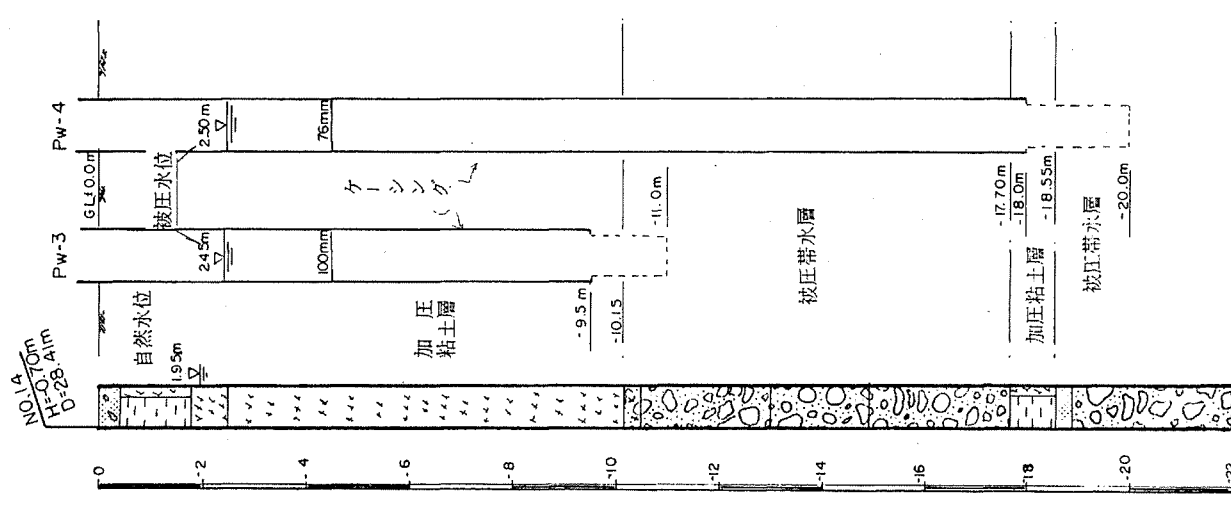 Pw-4
2.50m
76mm
GL±0.0m
被圧水位
ケーシング
-11.0m
-17.70m
-18.0m
-18.55m
-20.0m
被圧帯水層
被圧帯水層
Pw-3
2.45m
100mm
自然水位
1.95m
加圧
粘土層
-9.5m
-10.15
加圧粘土層
NO.14
H=0.70m
D=28.41m
-0
-2
-4
-6
-8
-10
-12
-14
-16
-18
-20
-22